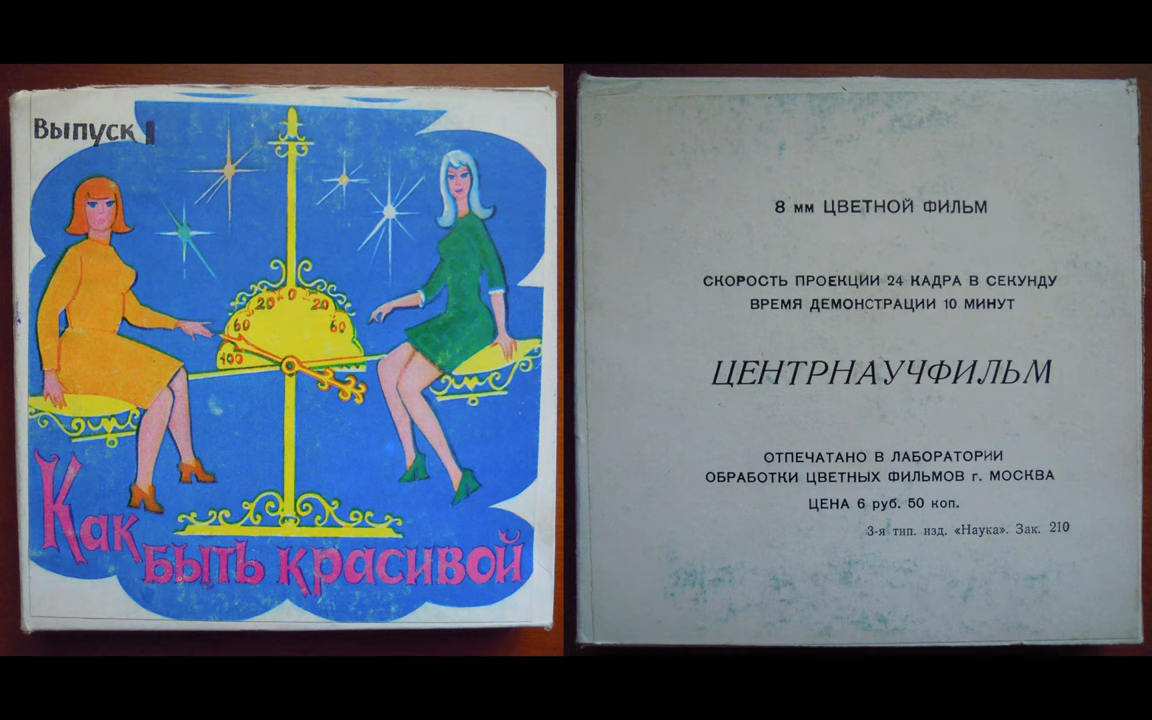 Выпуск 1
20 0 20
60 60
100
Как
быть красивой
8 мм ЦВЕТНОЙ ФИЛЬМ
СКОРОСТЬ ПРОЕКЦИИ 24 КАДРА В СЕКУНДУ
ВРЕМЯ ДЕМОНСТРАЦИИ 10 МИНУТ
ЦЕНТРНАУЧФИЛЬМ
ОТПЕЧАТАНО В ЛАБОРАТОРИИ
ОБРАБОТКИ ЦВЕТНЫХ ФИЛЬМОВ г. МОСКВА
ЦЕНА 6 руб. 50 коп.
3-я тип. изд. «Наука». Зак. 210